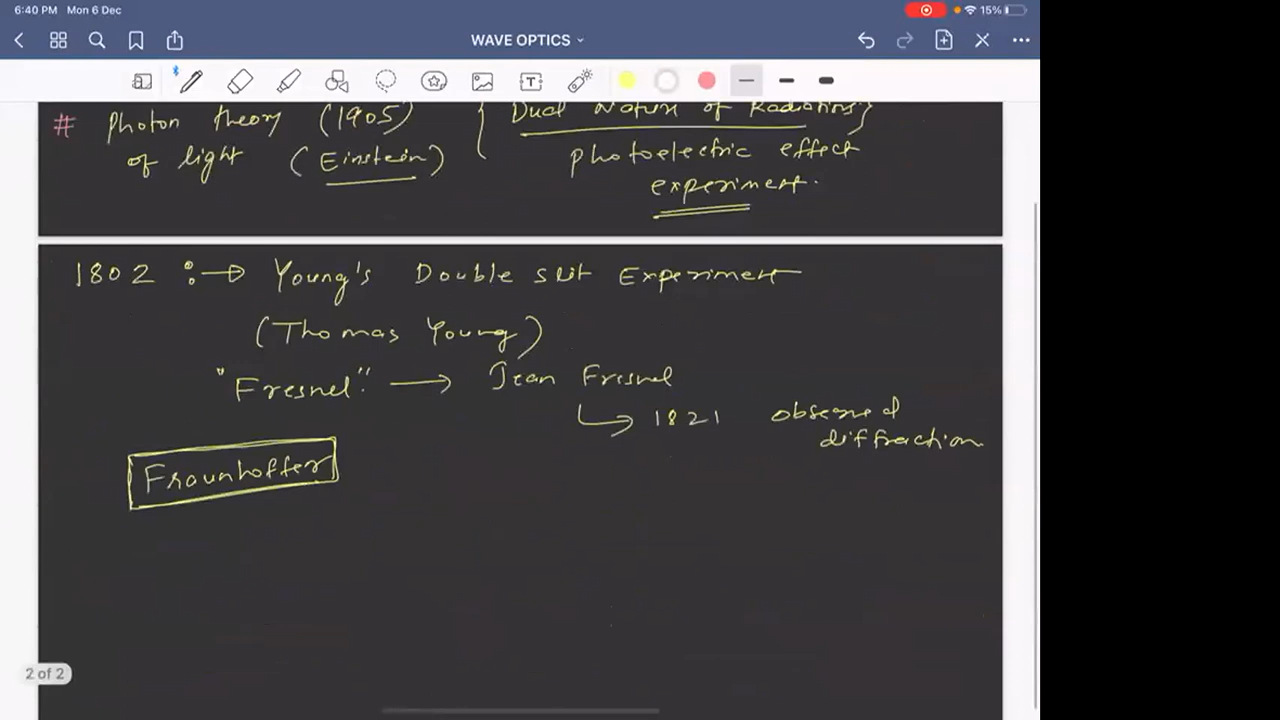 6:40 PM Mon 6 Dec
15%
WAVE OPTICS
# Photon theory (1905) { Dual Nature of Radiations}
of light (Einstein) photoelectric effect
experiment.
1802 :→ Young's Double slit Experiment
(Thomas Young)
"Fresnel" → Jean Fresnel
↳ 1821 observed
diffraction
Fraunhoffer
2 of 2